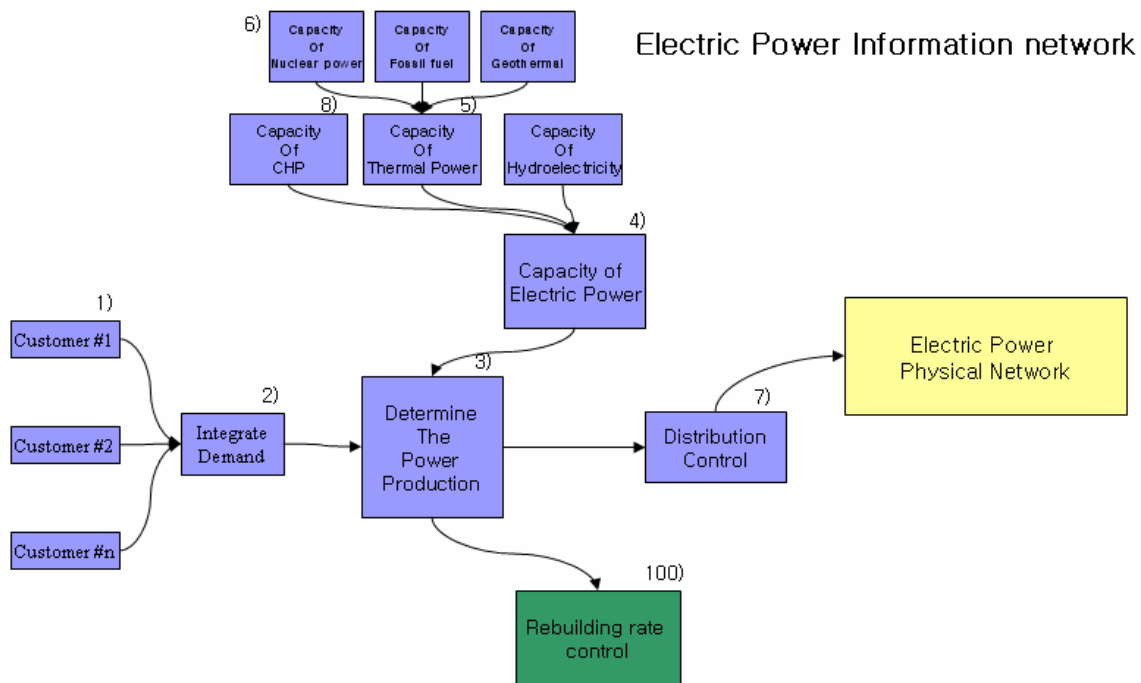 Electric Power Information network
6)
Capacity
Of
Nuclear power
Capacity
Of
Fossil fuel
Capacity
Of
Geothermal
8)
Capacity
Of
CHP
5)
Capacity
Of
Thermal Power
Capacity
Of
Hydroelectricity
4)
Capacity of
Electric Power
1)
Customer #1
Customer #2
Customer #n
2)
Integrate
Demand
3)
Determine
The
Power
Production
7)
Distribution
Control
Electric Power
Physical Network
100)
Rebuilding rate
control